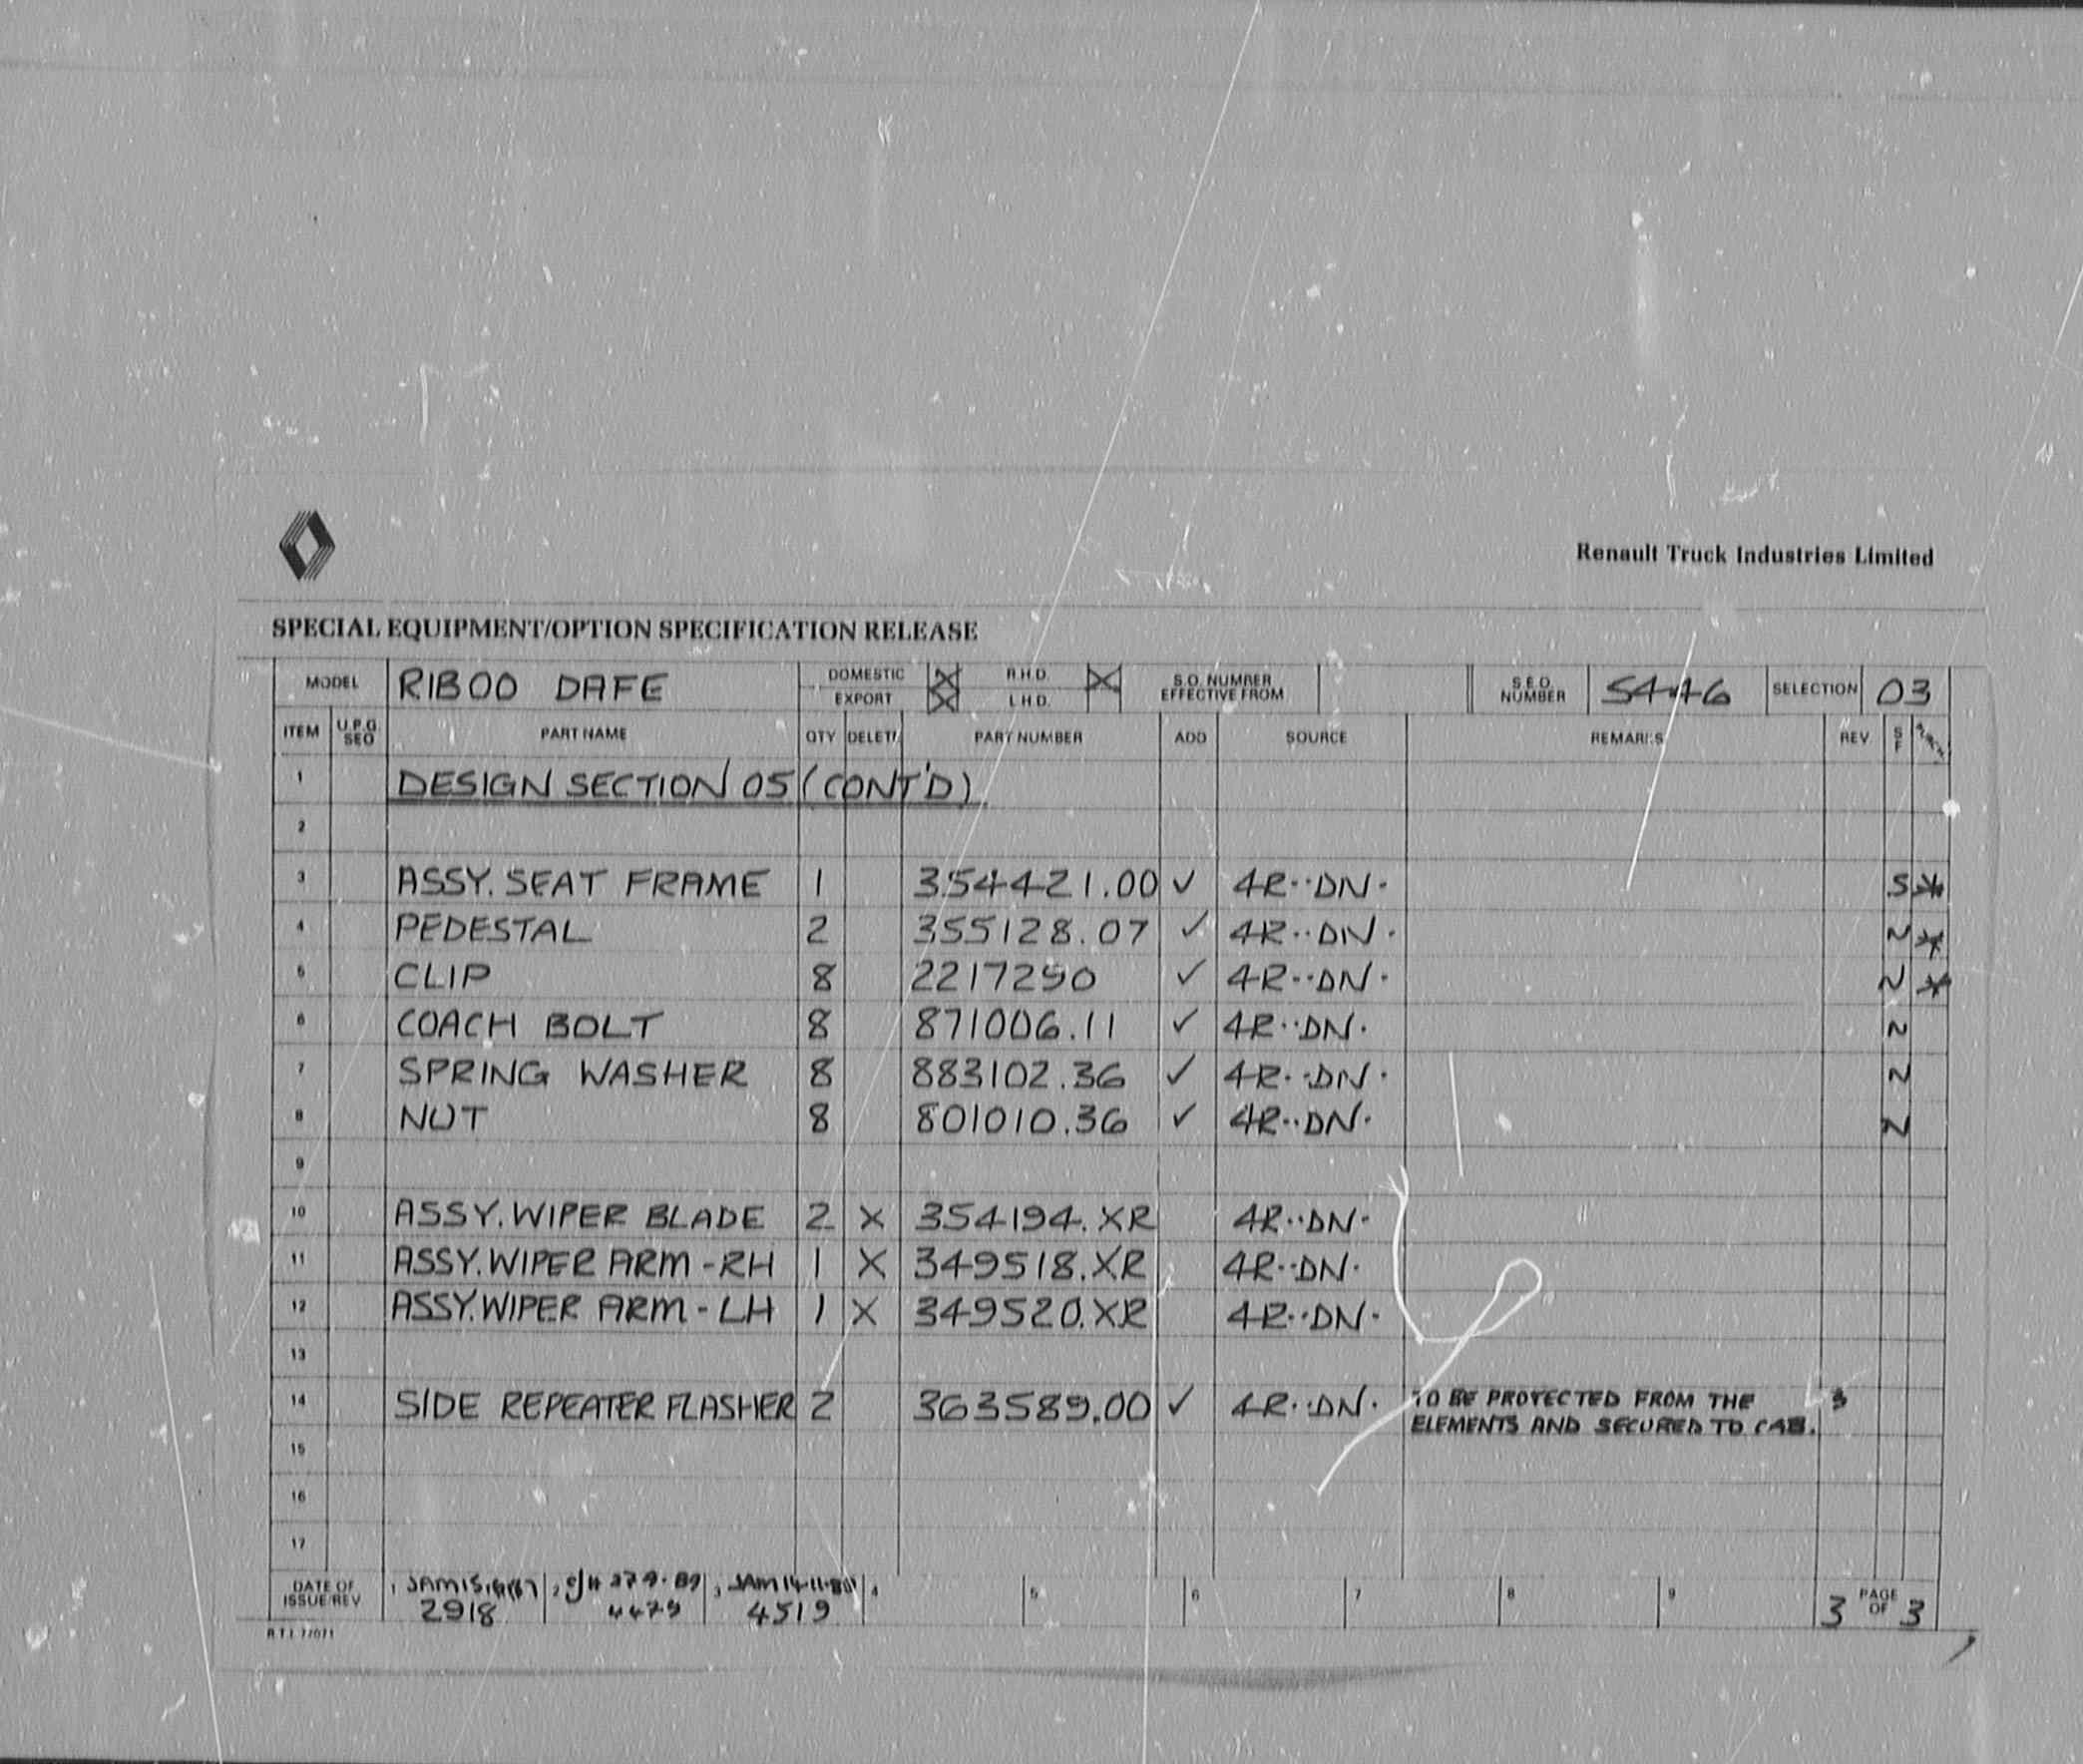 Renault Truck Industries Limited
SPECIAL EQUIPMENT/OPTION SPECIFICATION RELEASE
MODEL RIBOO DAFE DOMESTIC X R.H.D. X S.O. NUMBER EFFECTIVE FROM S.E.O. NUMBER 5446 SELECTION 03
EXPORT X L.H.D.
ITEM U.P.G. SEQ PART NAME QTY DELETE PART NUMBER ADD SOURCE REMARKS REV S F
1 DESIGN SECTION 05 (CONT'D)
2
3 ASSY. SEAT FRAME 1 354421.00 ✓ 4R··DN· S *
4 PEDESTAL 2 355128.07 ✓ 4R··DN· N *
5 CLIP 8 2217290 ✓ 4R··DN· N *
6 COACH BOLT 8 871006.11 ✓ 4R··DN· N
7 SPRING WASHER 8 883102.36 ✓ 4R··DN· N
8 NUT 8 801010.36 ✓ 4R··DN· N
9
10 ASSY. WIPER BLADE 2 X 354194.XR 4R··DN·
11 ASSY. WIPER ARM - RH 1 X 349518.XR 4R··DN·
12 ASSY. WIPER ARM - LH 1 X 349520.XR 4R··DN·
13
14 SIDE REPEATER FLASHER 2 363589.00 ✓ 4R··DN· TO BE PROTECTED FROM THE 3
ELEMENTS AND SECURED TO CAB.
15
16
17
DATE OF ISSUE/REV 1 2 3 4 5 6 7 8 9 3 PAGE OF 3
2918 4479 4519
R.T.I. 77071